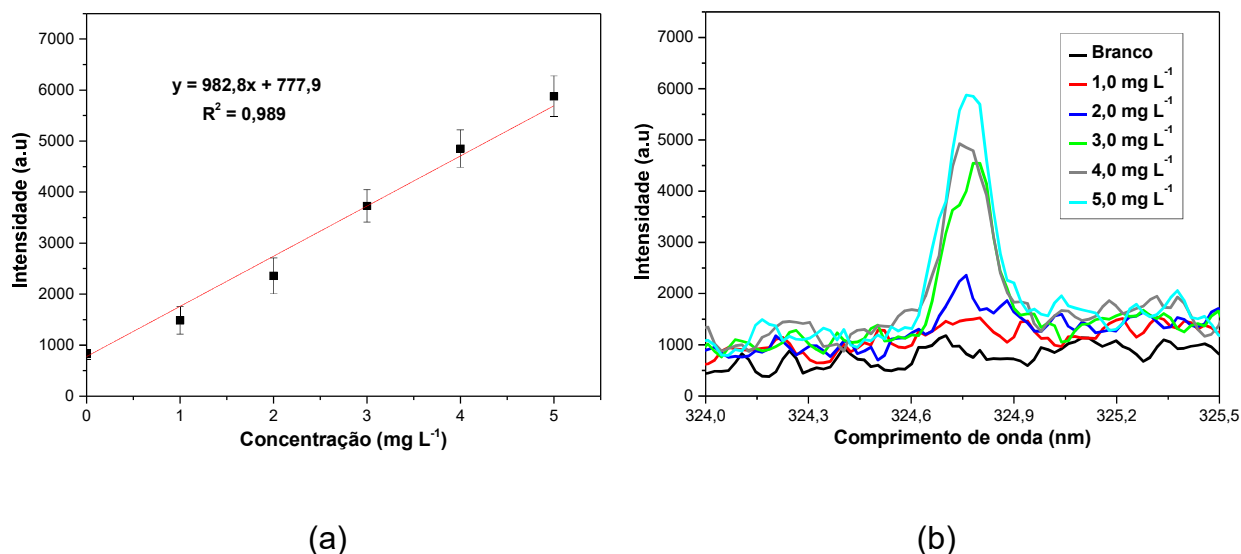 7000
6000
5000
4000
3000
2000
1000
0
Intensidade (a.u)
y = 982,8x + 777,9
R² = 0,989
0 1 2 3 4 5
Concentração (mg L⁻¹)
(a)
7000
6000
5000
4000
3000
2000
1000
0
Intensidade (a.u)
Branco
1,0 mg L⁻¹
2,0 mg L⁻¹
3,0 mg L⁻¹
4,0 mg L⁻¹
5,0 mg L⁻¹
324,0 324,3 324,6 324,9 325,2 325,5
Comprimento de onda (nm)
(b)